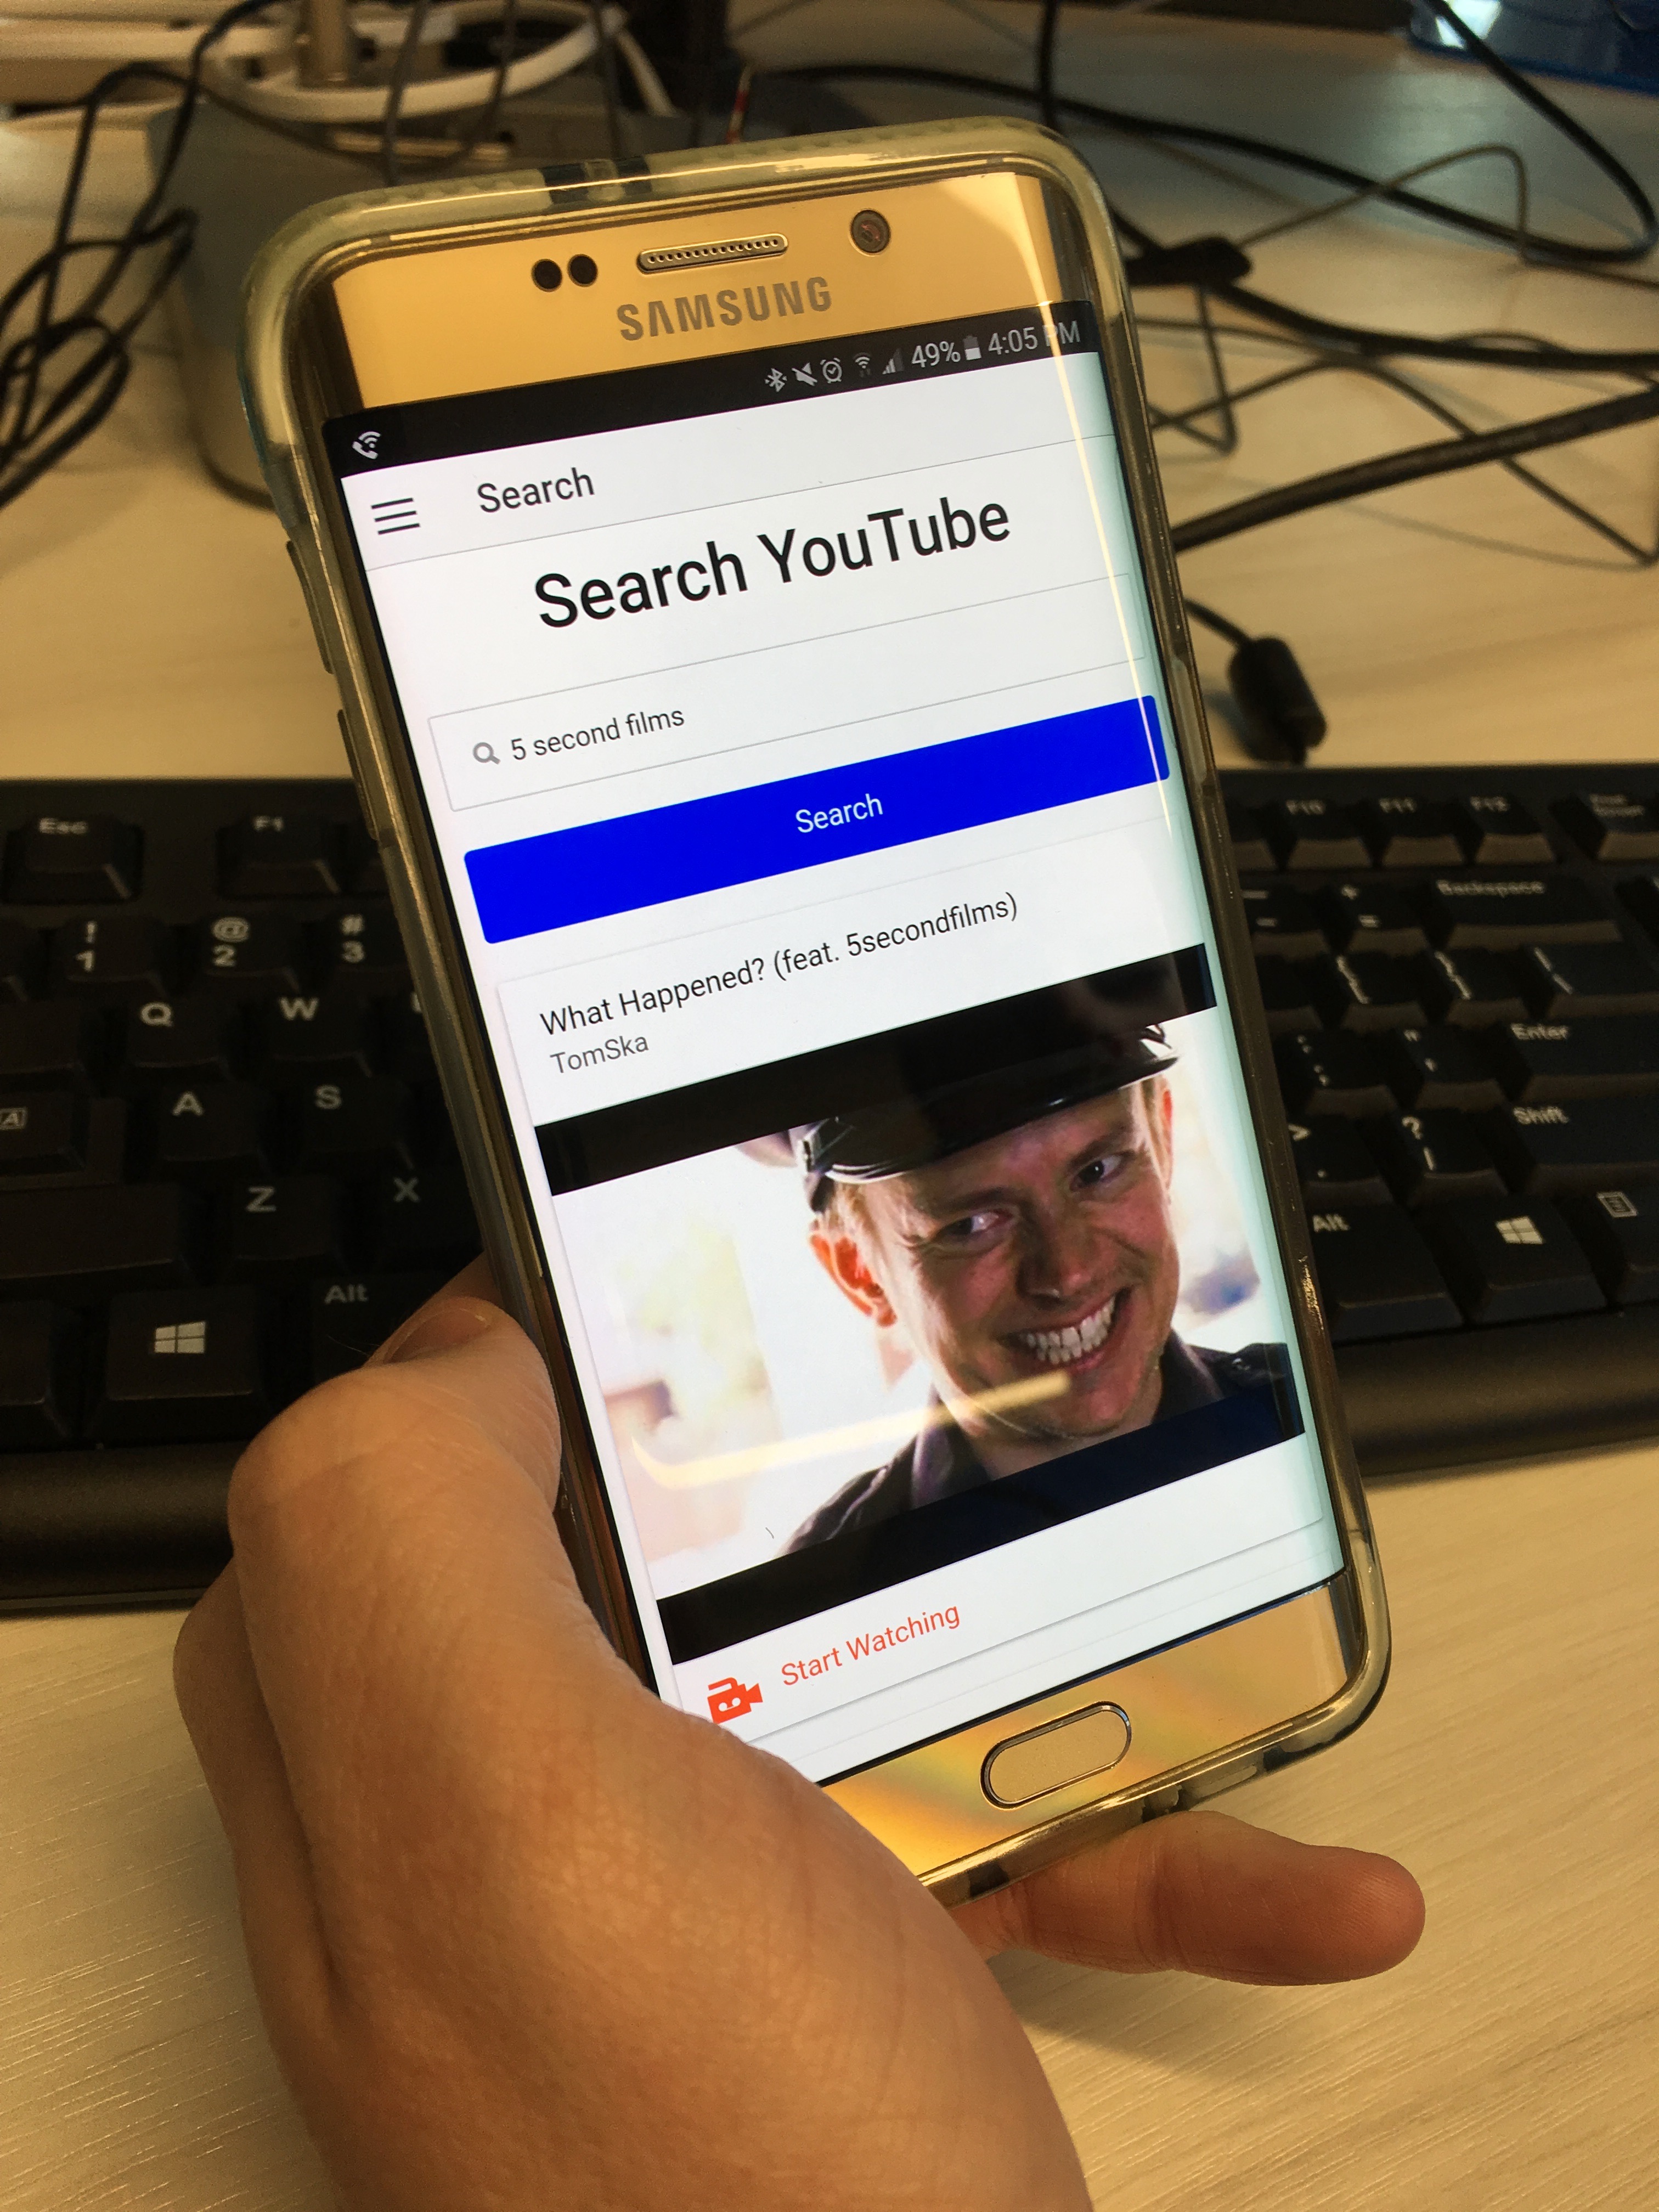 SAMSUNG
49% 4:05 PM
Search
Search YouTube
5 second films
Search
What Happened? (feat. 5secondfilms)
TomSka
Start Watching
Esc F1 F10 F11 F12
! 1 @ 2 # 3 Backspace
Q W
A S Enter
Z X Shift
Alt Alt